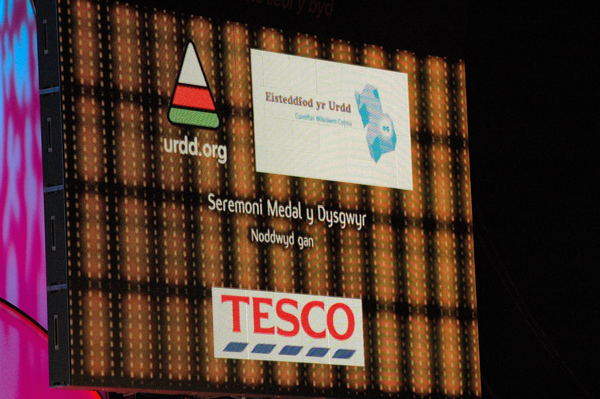 urdd.org
Eisteddfod yr Urdd
Seremoni Medal y Dysgwyr
Noddwyd gan
TESCO